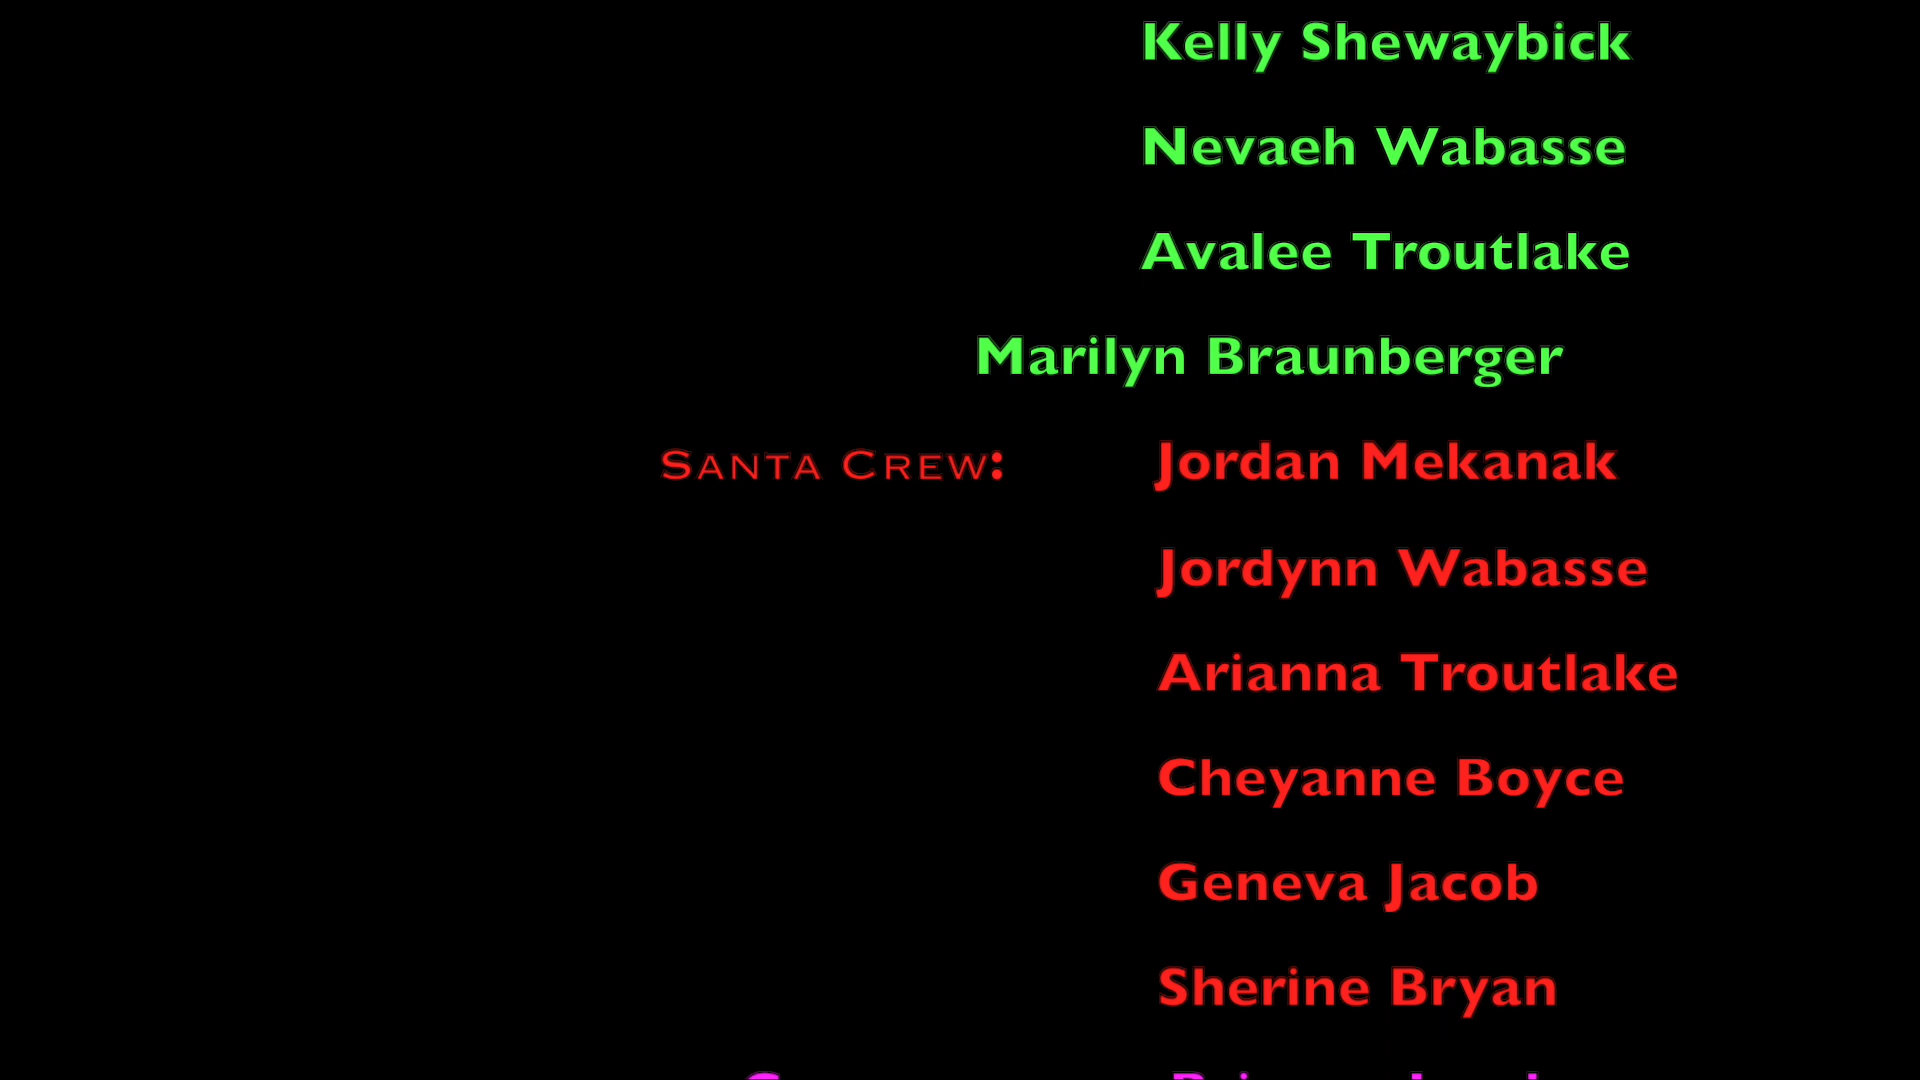 Kelly Shewaybick
Nevaeh Wabasse
Avalee Troutlake
Marilyn Braunberger
SANTA CREW: Jordan Mekanak
Jordynn Wabasse
Arianna Troutlake
Cheyanne Boyce
Geneva Jacob
Sherine Bryan